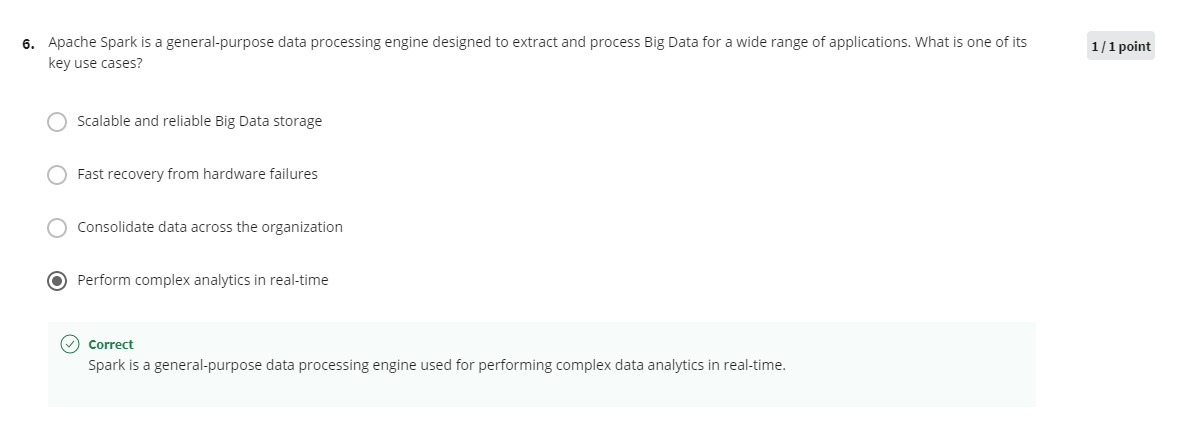 6. Apache Spark is a general-purpose data processing engine designed to extract and process Big Data for a wide range of applications. What is one of its
key use cases?
1 / 1 point
Scalable and reliable Big Data storage
Fast recovery from hardware failures
Consolidate data across the organization
Perform complex analytics in real-time
Correct
Spark is a general-purpose data processing engine used for performing complex data analytics in real-time.